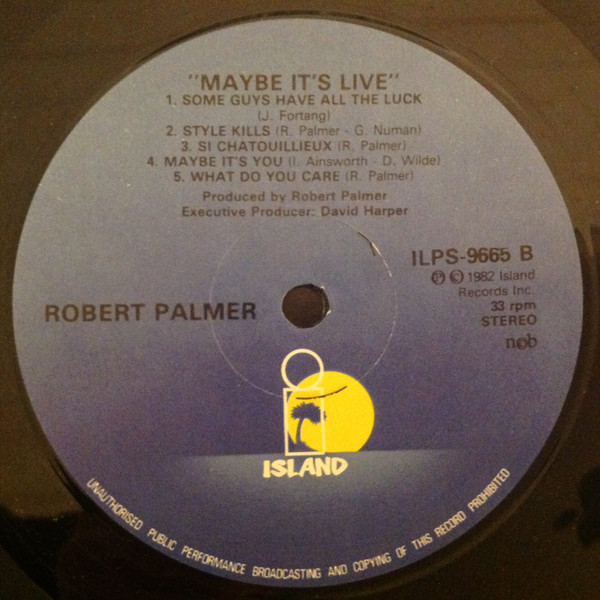 "MAYBE IT'S LIVE"
1. SOME GUYS HAVE ALL THE LUCK
(J. Fortang)
2. STYLE KILLS (R. Palmer - G. Numan)
3. SI CHATOUILLIEUX (R. Palmer)
4. MAYBE IT'S YOU (I. Ainsworth - D. Wilde)
5. WHAT DO YOU CARE (R. Palmer)
Produced by Robert Palmer
Executive Producer: David Harper
ILPS-9665 B
℗ © 1982 Island
Records Inc.
33 rpm
STEREO
ncb
ROBERT PALMER
ISLAND
UNAUTHORISED PUBLIC PERFORMANCE BROADCASTING AND COPYING OF THIS RECORD PROHIBITED